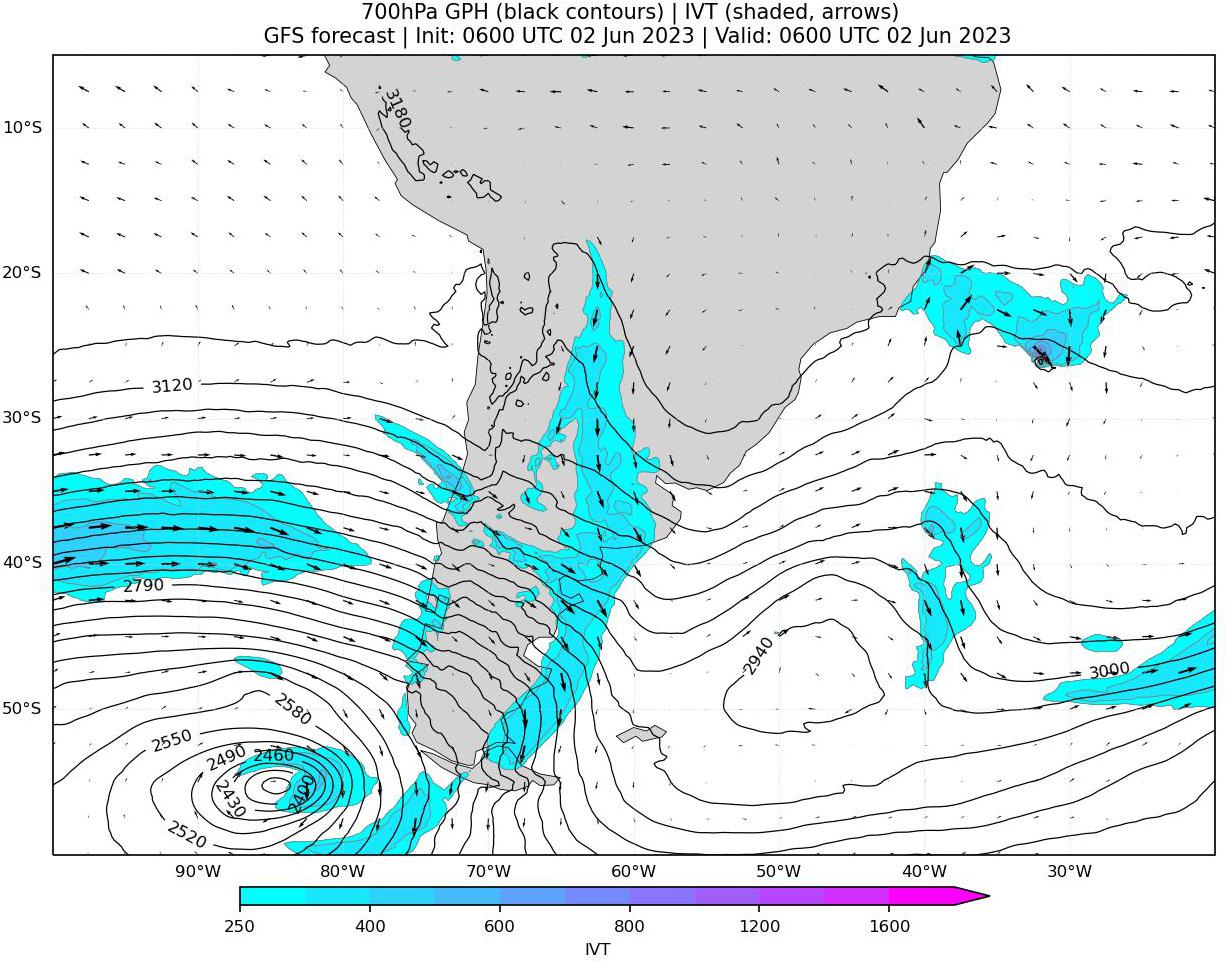 700hPa GPH (black contours) | IVT (shaded, arrows)
GFS forecast | Init: 0600 UTC 02 Jun 2023 | Valid: 0600 UTC 02 Jun 2023
3180
10°S
20°S
3120
30°S
40°S
2790
2940
3000
2580
50°S
2550
2490
2460
2430
2400
2520
90°W
80°W
70°W
60°W
50°W
40°W
30°W
250
400
600
800
1200
1600
IVT